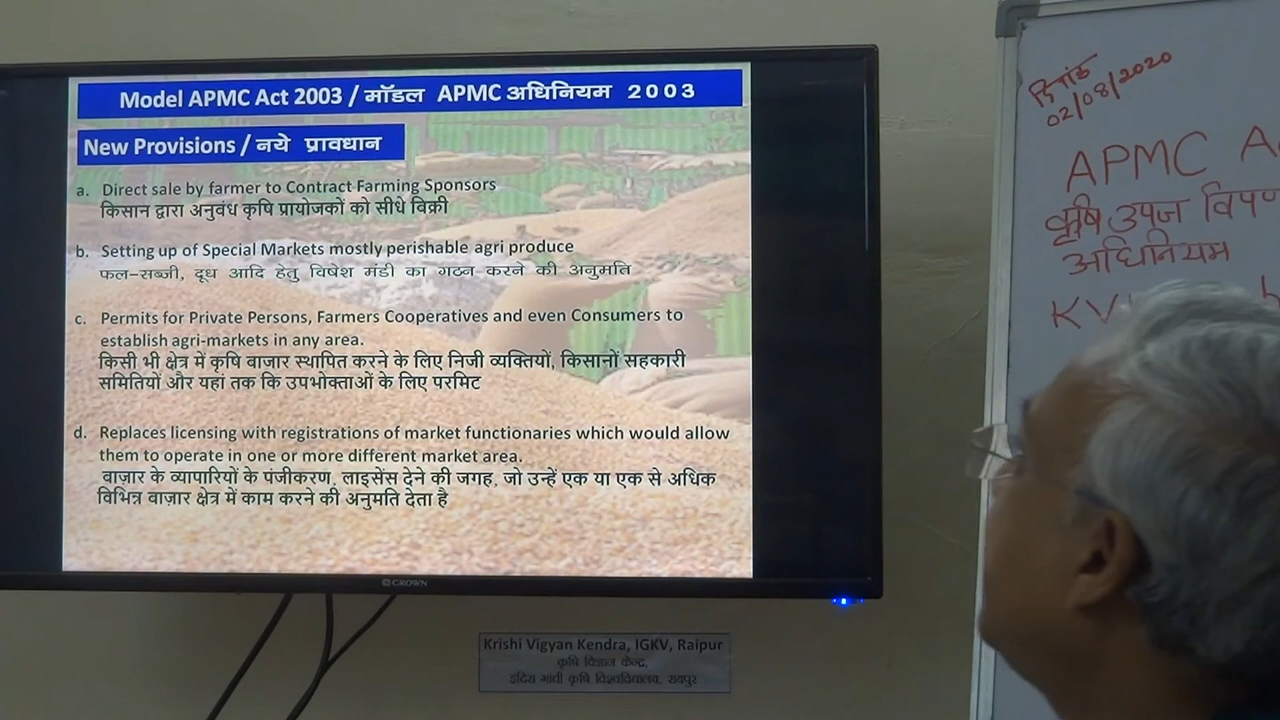 Model APMC Act 2003 / मॉडल APMC अधिनियम 2003
New Provisions / नये प्रावधान
a. Direct sale by farmer to Contract Farming Sponsors
किसान द्वारा अनुबंध कृषि प्रायोजकों को सीधे बिक्री
b. Setting up of Special Markets mostly perishable agri produce
फल-सब्जी, दूध आदि हेतु विषेश मंडी का गठन करने की अनुमति
c. Permits for Private Persons, Farmers Cooperatives and even Consumers to
establish agri-markets in any area.
किसी भी क्षेत्र में कृषि बाजार स्थापित करने के लिए निजी व्यक्तियों, किसानों सहकारी
समितियों और यहां तक कि उपभोक्ताओं के लिए परमिट
d. Replaces licensing with registrations of market functionaries which would allow
them to operate in one or more different market area.
बाज़ार के व्यापारियों के पंजीकरण, लाइसेंस देने की जगह, जो उन्हें एक या एक से अधिक
विभिन्न बाज़ार क्षेत्र में काम करने की अनुमति देता है
CROWN
Krishi Vigyan Kendra, IGKV, Raipur
कृषि विज्ञान केन्द्र,
इंदिरा गांधी कृषि विश्वविद्यालय, रायपुर
दिनांक
02/08/2020
APMC A
कृषि उपज विपण
अधिनियम
KV